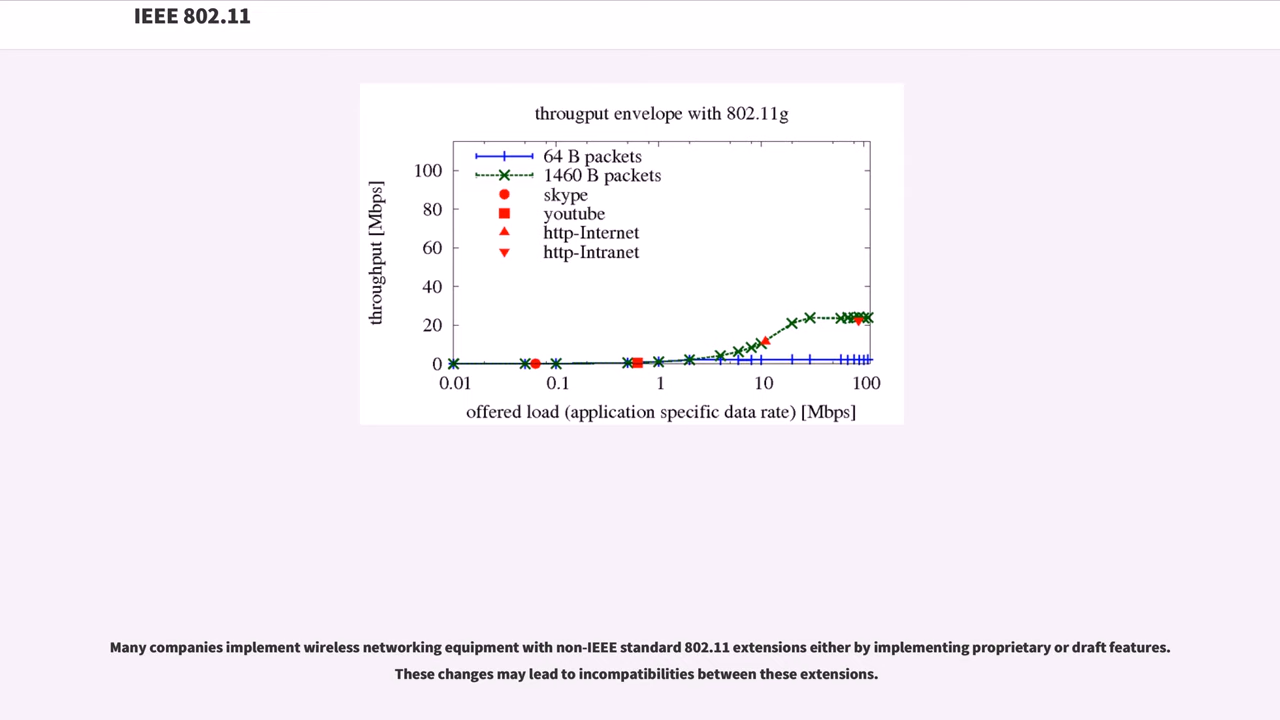 IEEE 802.11
througput envelope with 802.11g
64 B packets
1460 B packets
skype
youtube
http-Internet
http-Intranet
throughput [Mbps]
100
80
60
40
20
0
0.01 0.1 1 10 100
offered load (application specific data rate) [Mbps]
Many companies implement wireless networking equipment with non-IEEE standard 802.11 extensions either by implementing proprietary or draft features.
These changes may lead to incompatibilities between these extensions.